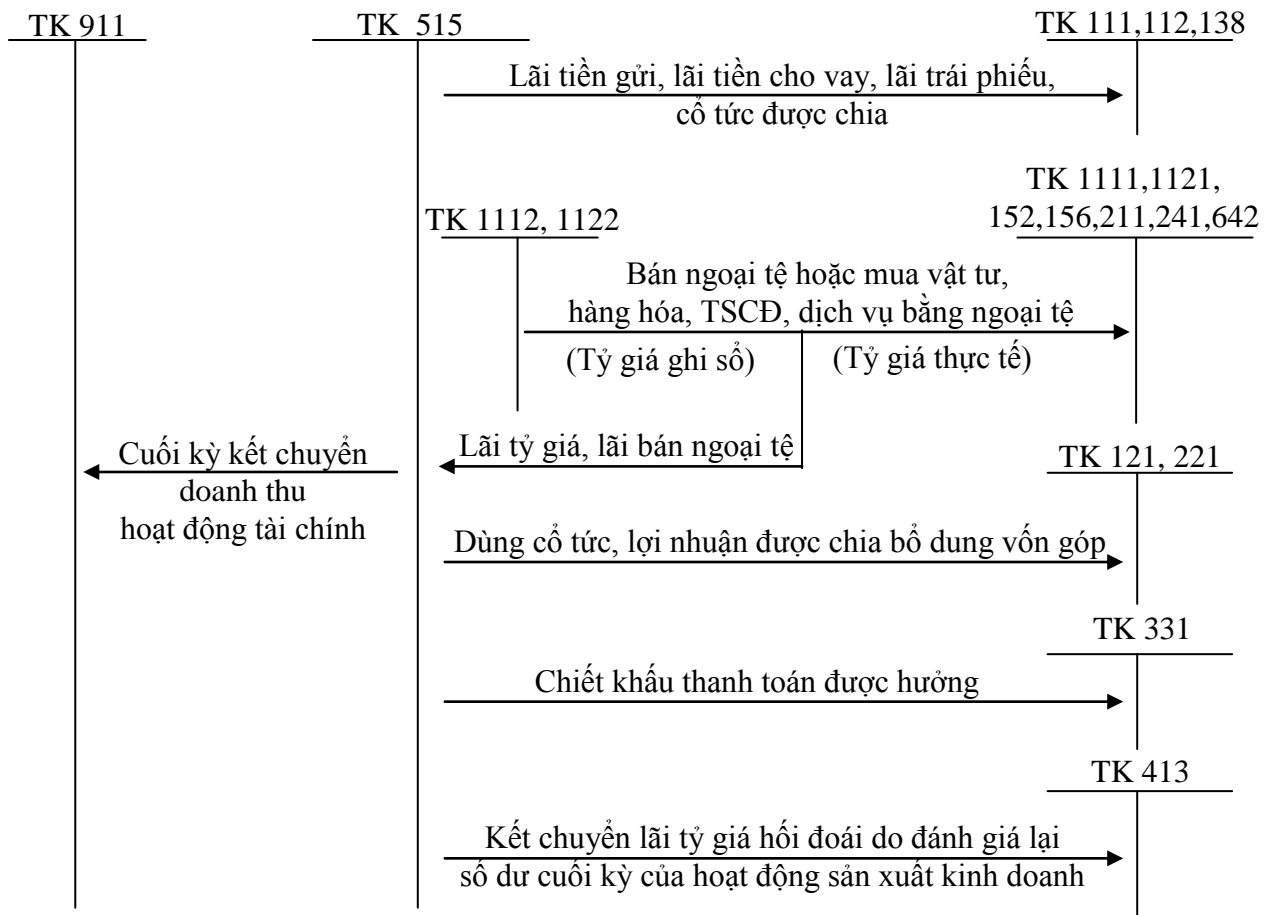 TK 911
TK 515
TK 111,112,138
Lãi tiền gửi, lãi tiền cho vay, lãi trái phiếu,
cổ tức được chia
TK 1111,1121,
152,156,211,241,642
TK 1112, 1122
Bán ngoại tệ hoặc mua vật tư,
hàng hóa, TSCĐ, dịch vụ bằng ngoại tệ
(Tỷ giá ghi sổ)
(Tỷ giá thực tế)
Lãi tỷ giá, lãi bán ngoại tệ
Cuối kỳ kết chuyển
doanh thu
hoạt động tài chính
TK 121, 221
Dùng cổ tức, lợi nhuận được chia bổ dung vốn góp
TK 331
Chiết khấu thanh toán được hưởng
TK 413
Kết chuyển lãi tỷ giá hối đoái do đánh giá lại
số dư cuối kỳ của hoạt động sản xuất kinh doanh